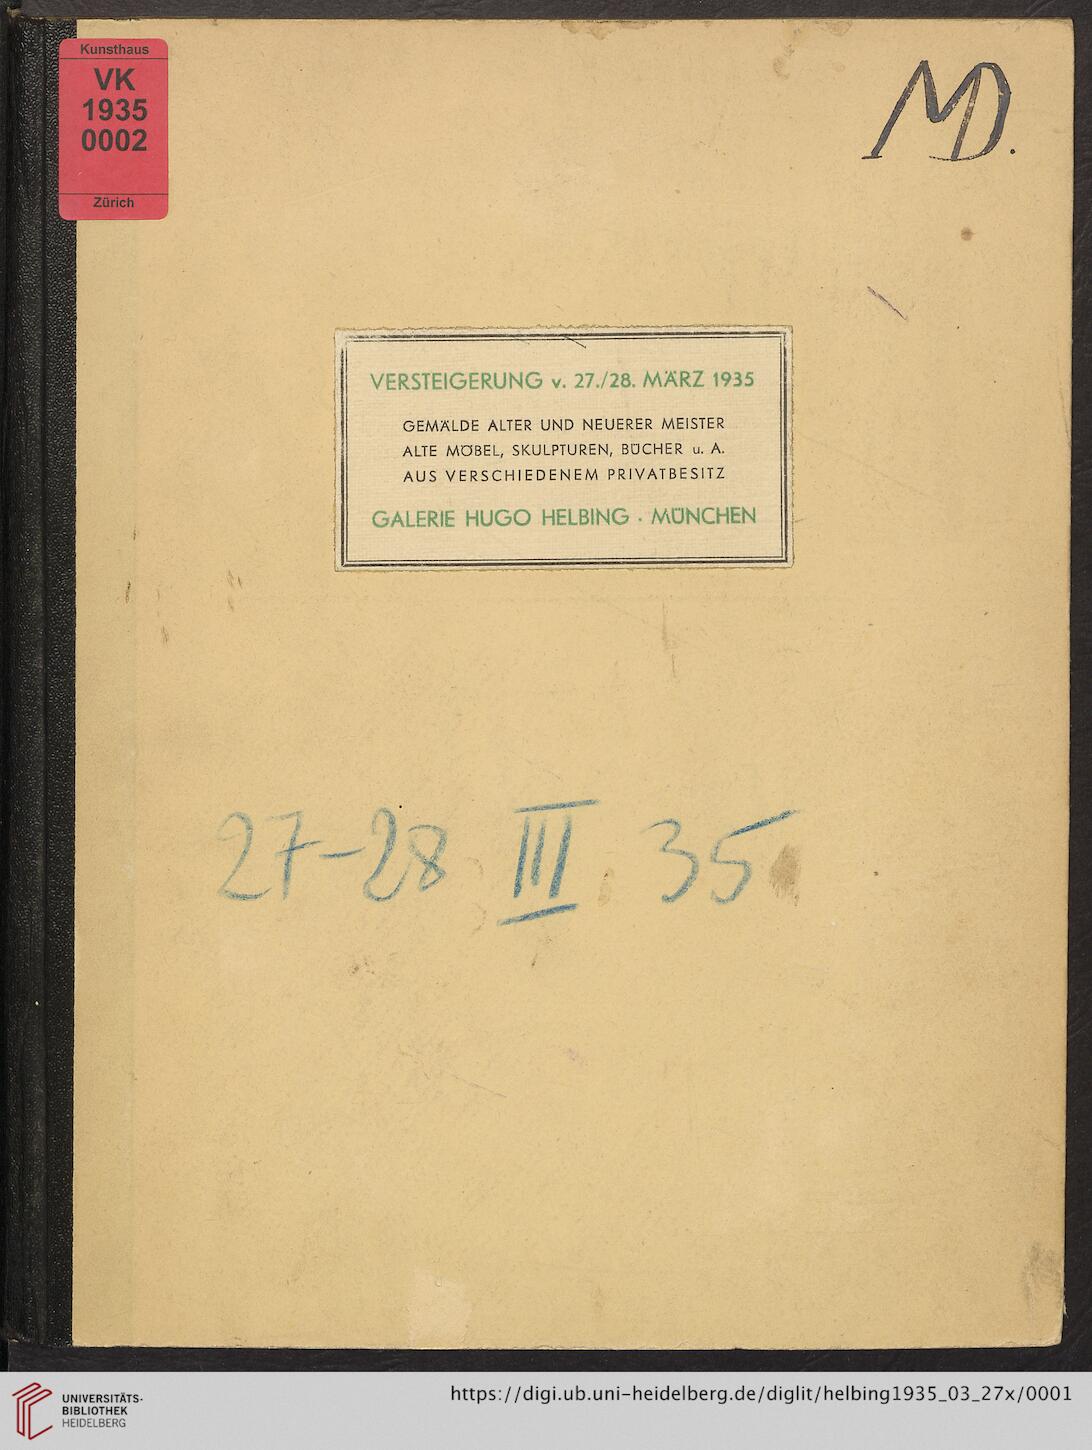 Kunsthaus
VK
1935
0002
Zürich
MD.
VERSTEIGERUNG v. 27./28. MÄRZ 1935
GEMÄLDE ALTER UND NEUERER MEISTER
ALTE MÖBEL, SKULPTUREN, BÜCHER u. A.
AUS VERSCHIEDENEM PRIVATBESITZ
GALERIE HUGO HELBING · MÜNCHEN
27-28 III 35
UNIVERSITÄTS-
BIBLIOTHEK
HEIDELBERG
https://digi.ub.uni-heidelberg.de/diglit/helbing1935_03_27x/0001